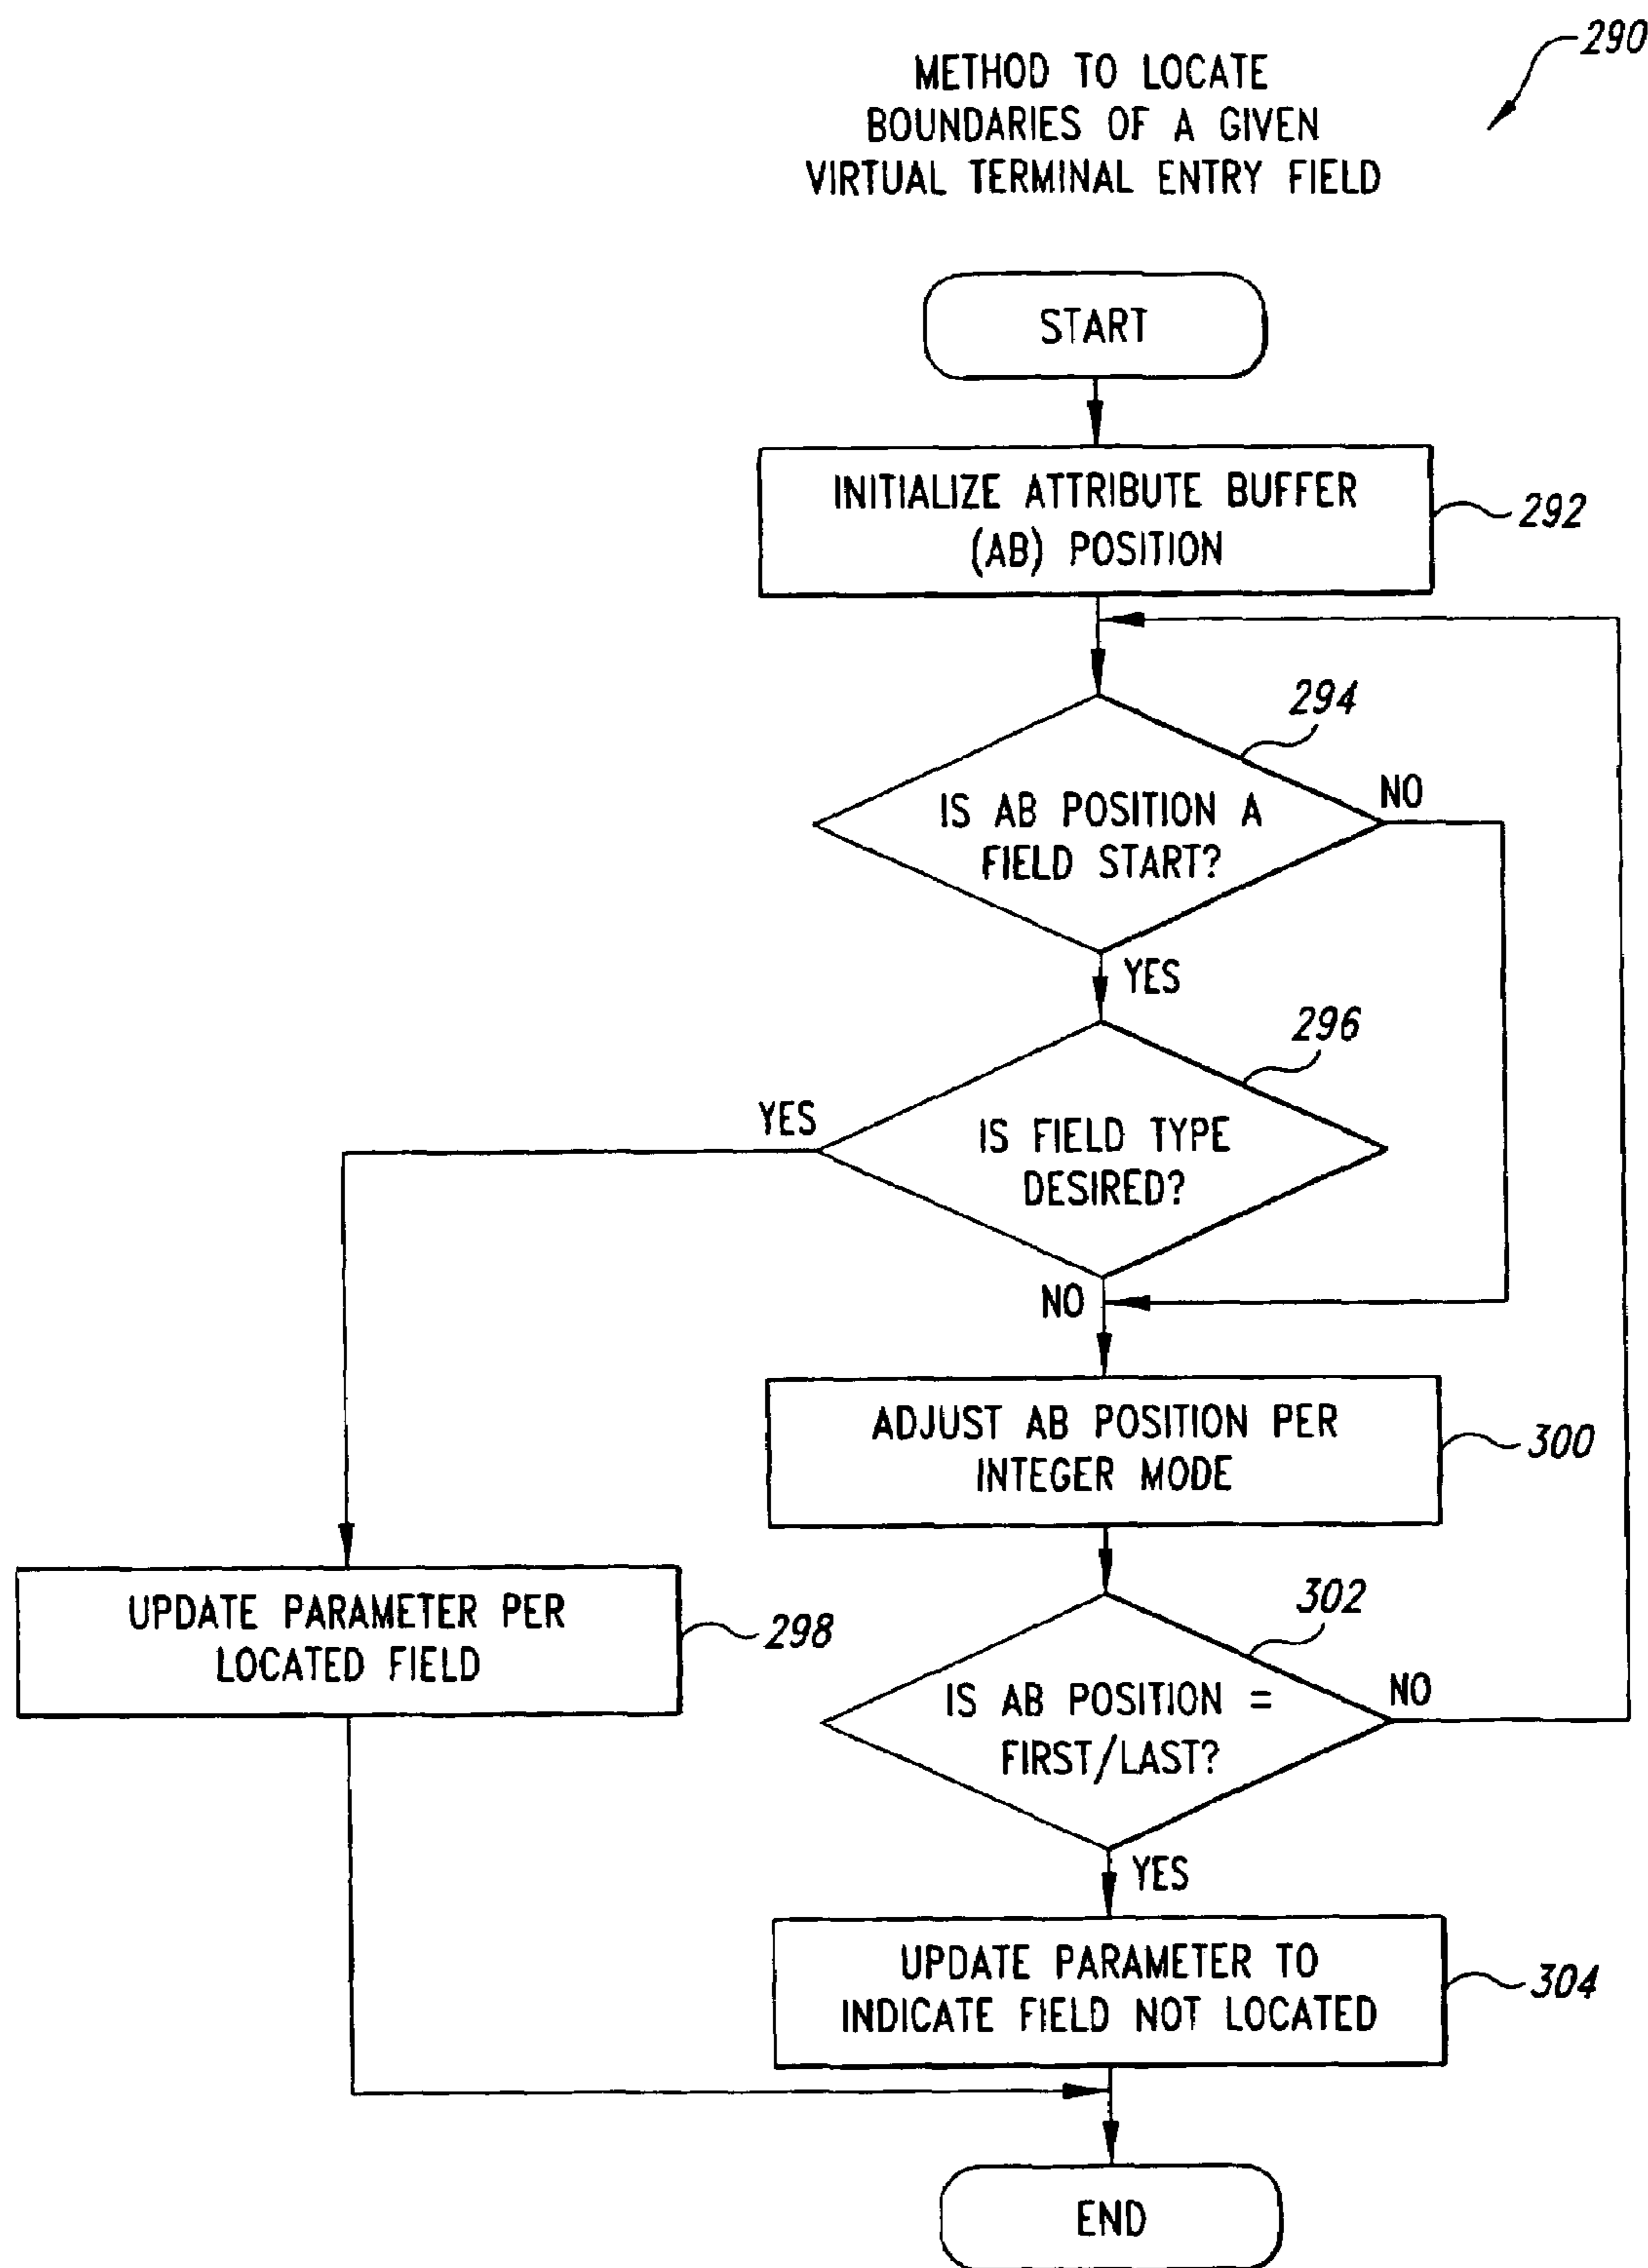 290
METHOD TO LOCATE
BOUNDARIES OF A GIVEN
VIRTUAL TERMINAL ENTRY FIELD
START
INITIALIZE ATTRIBUTE BUFFER
(AB) POSITION
292
294
IS AB POSITION A
FIELD START?
NO
YES
296
IS FIELD TYPE
DESIRED?
YES
NO
ADJUST AB POSITION PER
INTEGER MODE
300
UPDATE PARAMETER PER
LOCATED FIELD
298
302
IS AB POSITION =
FIRST/LAST?
NO
YES
UPDATE PARAMETER TO
INDICATE FIELD NOT LOCATED
304
END